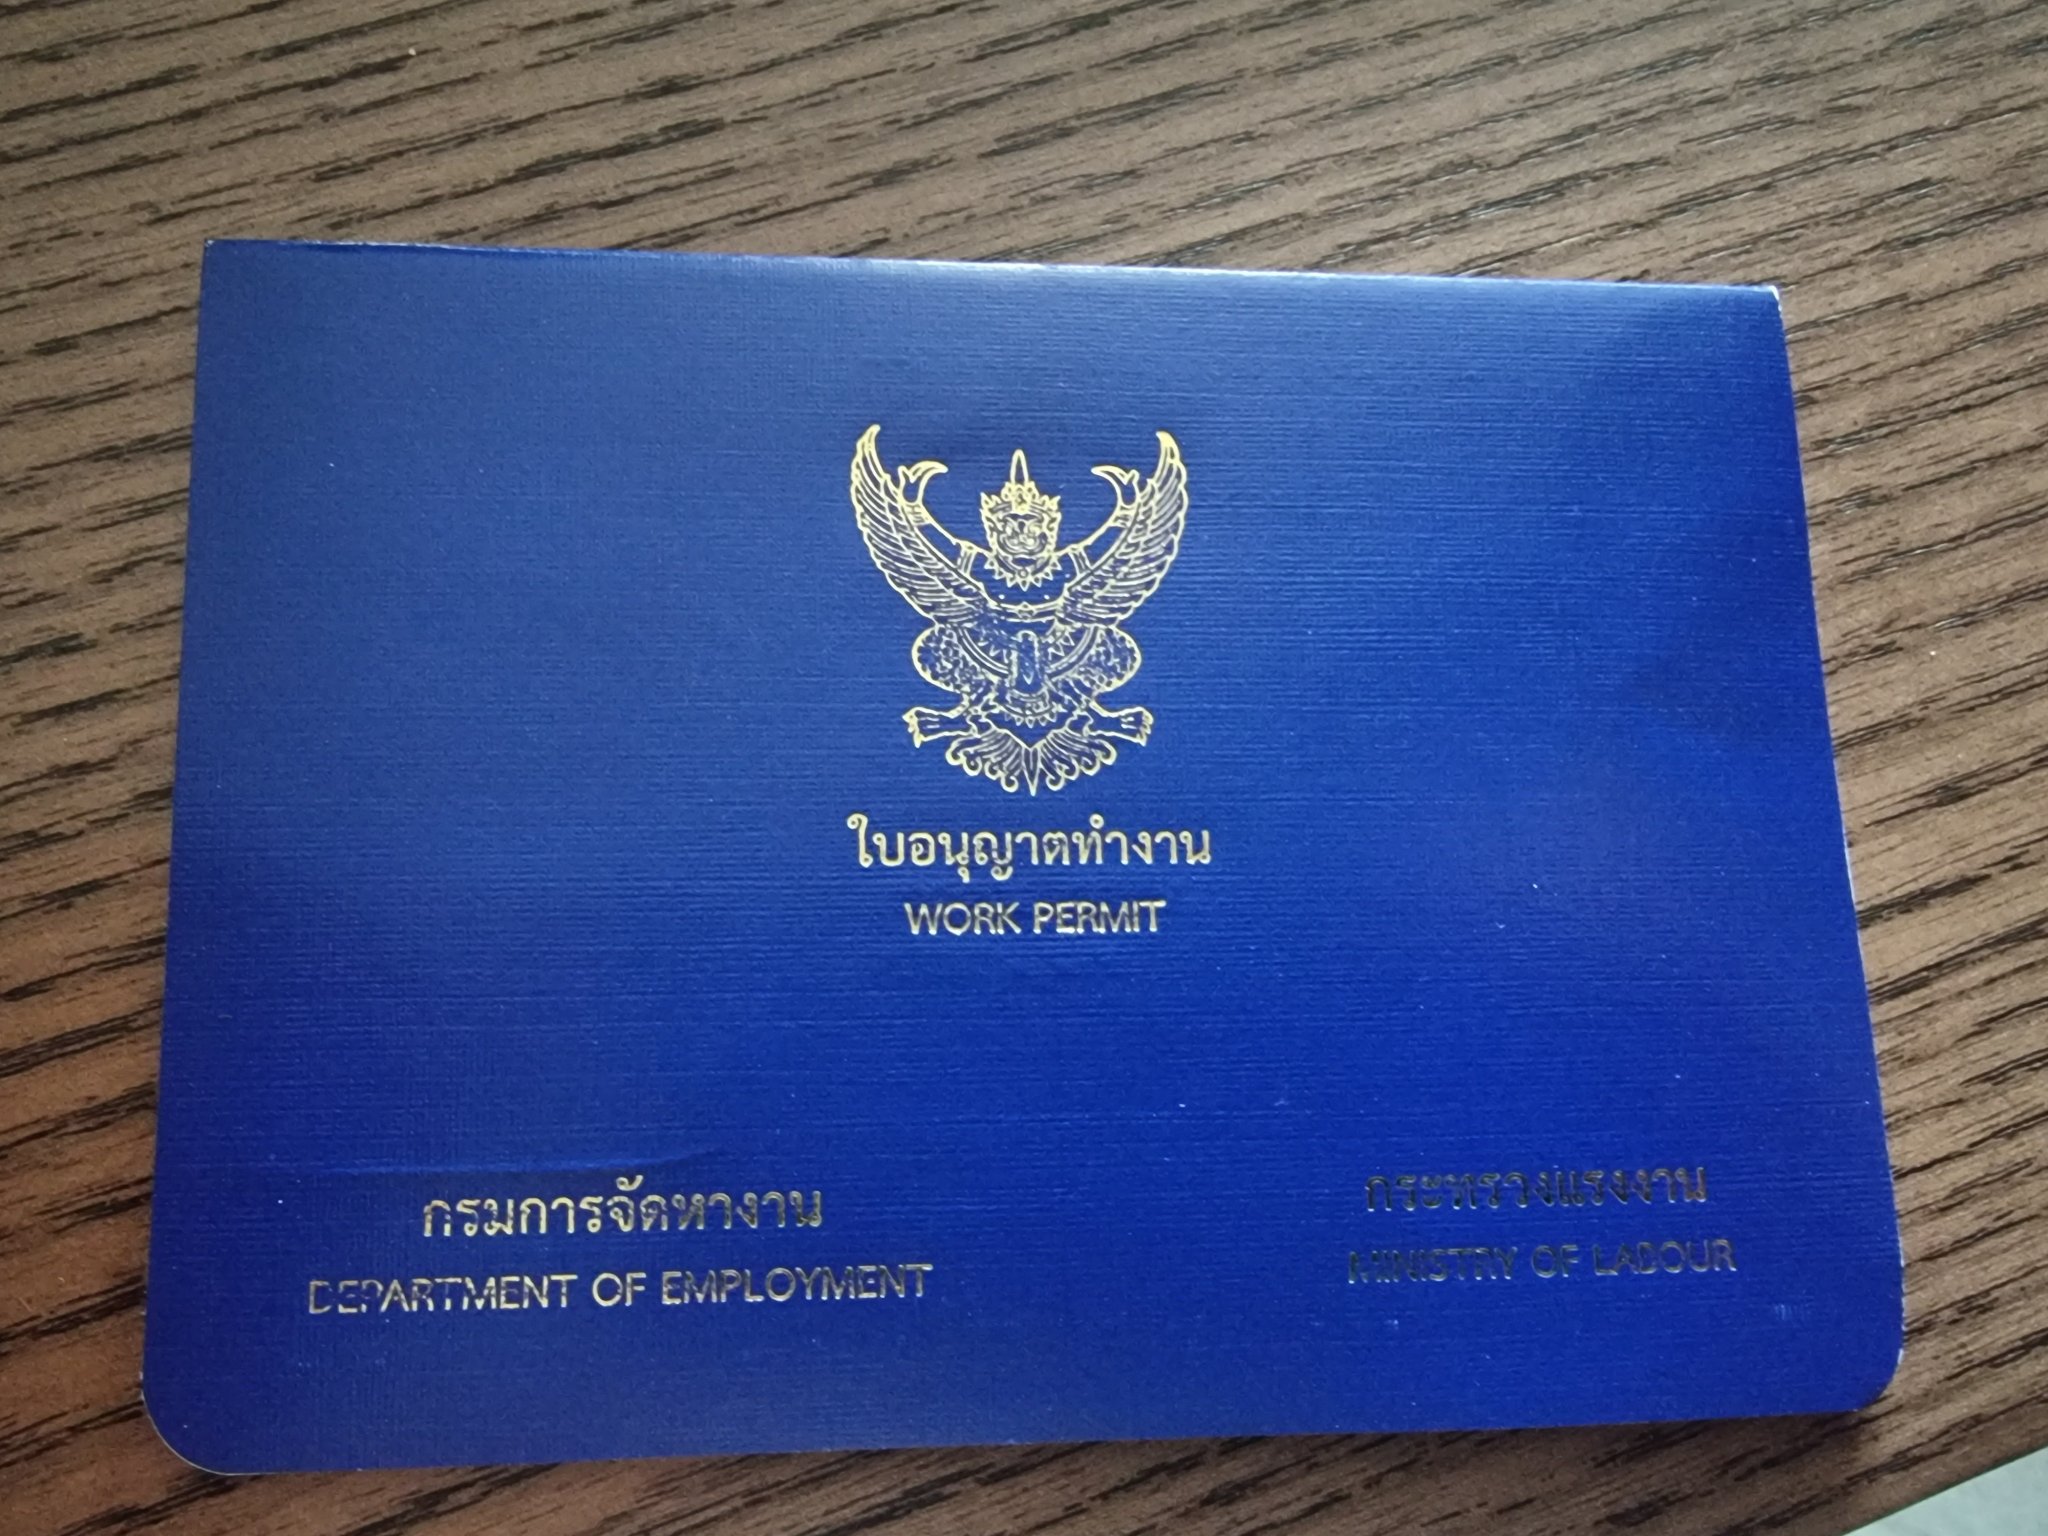 ใบอนุญาตทำงาน
WORK PERMIT
กรมการจัดหางาน
DEPARTMENT OF EMPLOYMENT
กระทรวงแรงงาน
MINISTRY OF LABOUR